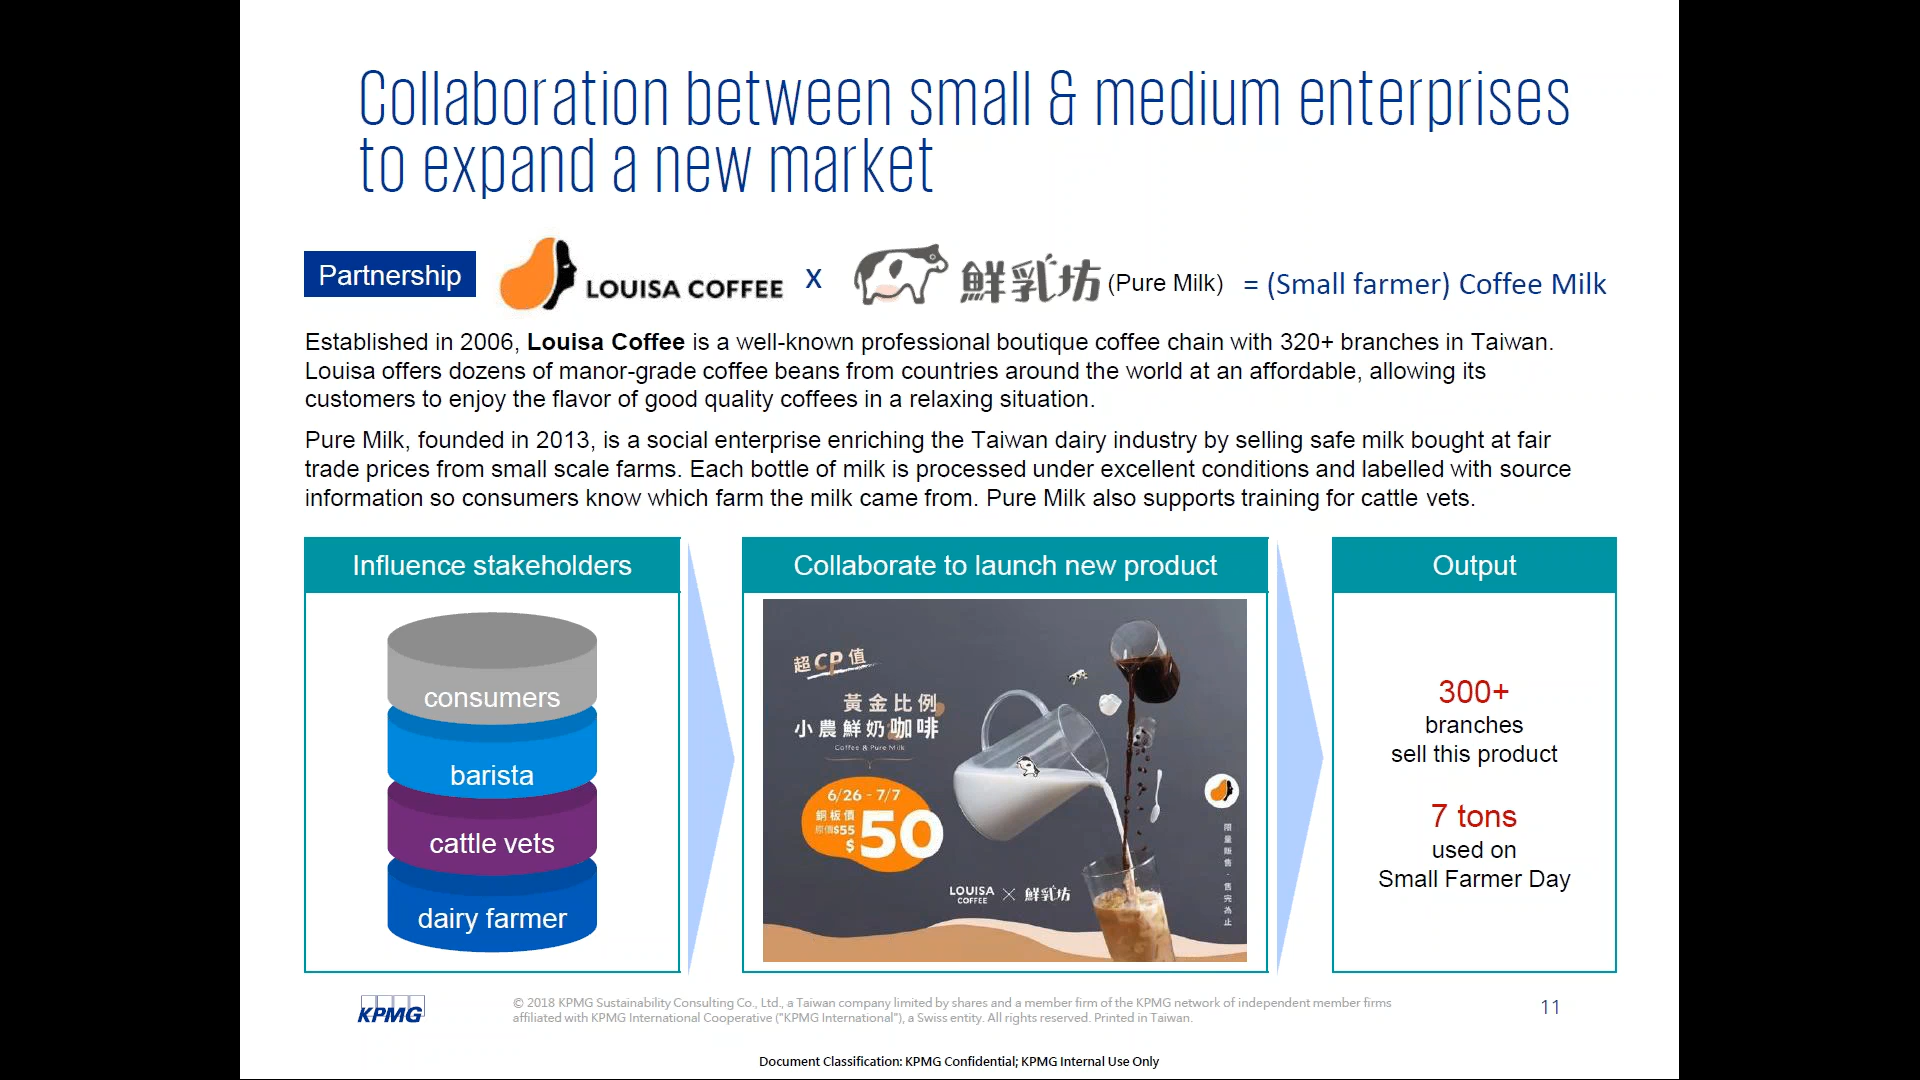 Collaboration between small & medium enterprises
to expand a new market
Partnership
LOUISA COFFEE
x
鮮乳坊
(Pure Milk)
= (Small farmer) Coffee Milk
Established in 2006, Louisa Coffee is a well-known professional boutique coffee chain with 320+ branches in Taiwan.
Louisa offers dozens of manor-grade coffee beans from countries around the world at an affordable, allowing its
customers to enjoy the flavor of good quality coffees in a relaxing situation.
Pure Milk, founded in 2013, is a social enterprise enriching the Taiwan dairy industry by selling safe milk bought at fair
trade prices from small scale farms. Each bottle of milk is processed under excellent conditions and labelled with source
information so consumers know which farm the milk came from. Pure Milk also supports training for cattle vets.
Influence stakeholders
consumers
barista
cattle vets
dairy farmer
Collaborate to launch new product
超CP值
黃金比例
小農鮮奶咖啡
Coffee & Pure Milk
6/26 - 7/7
銅板價
原價$55
$50
LOUISA
COFFEE
鮮乳坊
限量販售·售完為止
Output
300+
branches
sell this product
7 tons
used on
Small Farmer Day
KPMG
© 2018 KPMG Sustainability Consulting Co., Ltd., a Taiwan company limited by shares and a member firm of the KPMG network of independent member firms
affiliated with KPMG International Cooperative ("KPMG International"), a Swiss entity. All rights reserved. Printed in Taiwan.
11
Document Classification: KPMG Confidential; KPMG Internal Use Only